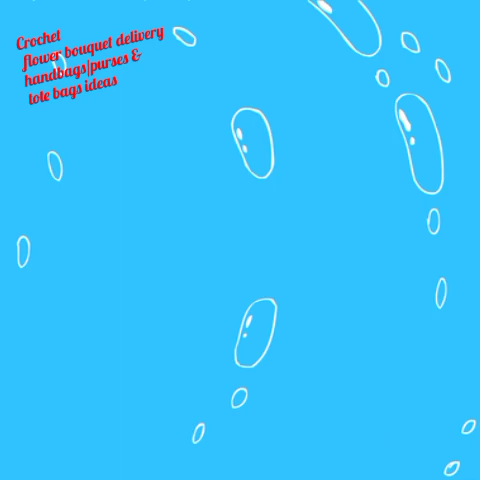 Crochet
flower bouquet delivery
handbags|purses &
tote bags ideas